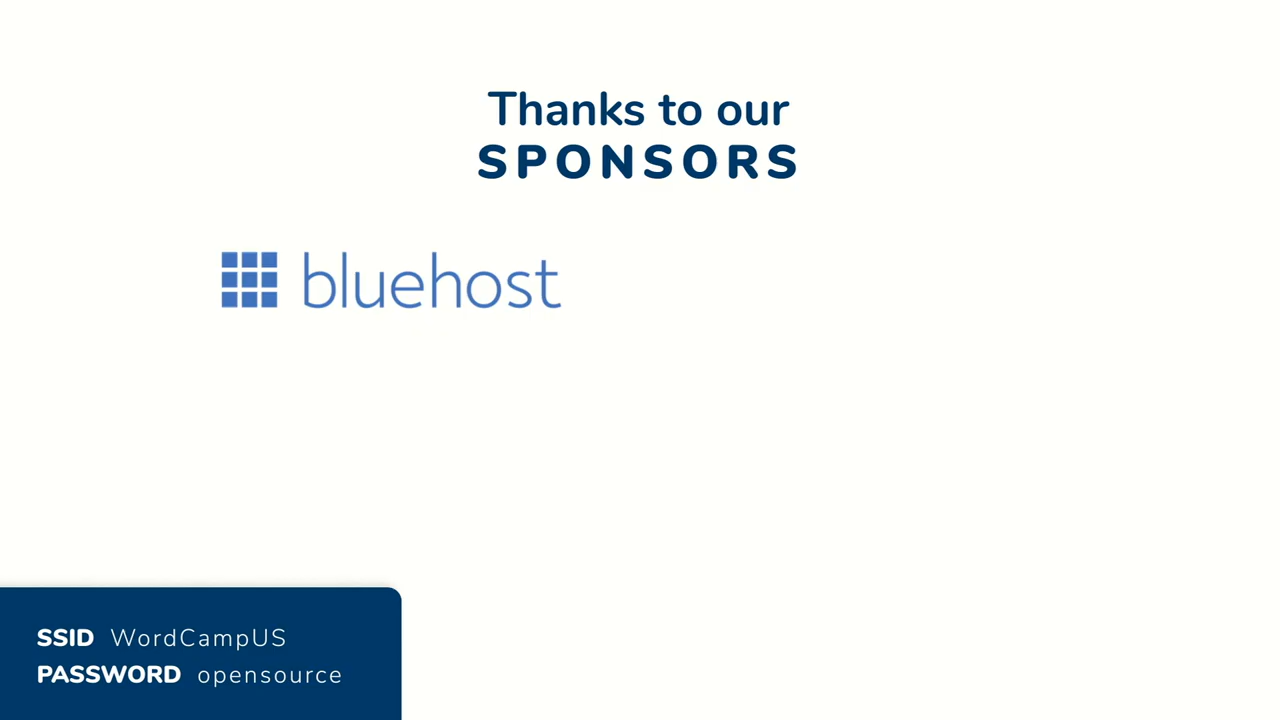 Thanks to our
SPONSORS
bluehost
SSID WordCampUS
PASSWORD opensource